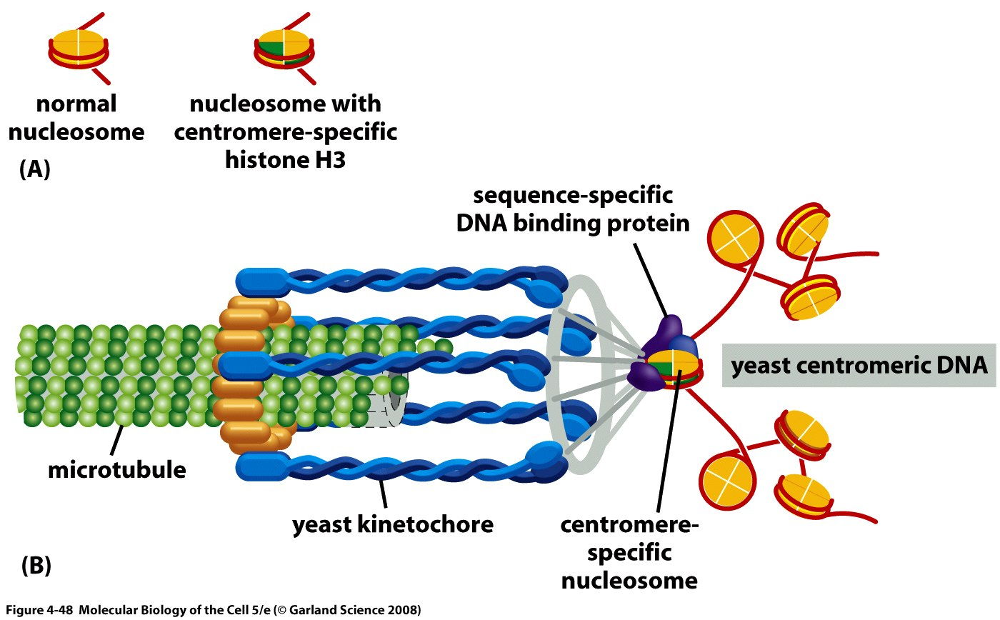 normal
nucleosome
nucleosome with
centromere-specific
histone H3
(A)
sequence-specific
DNA binding protein
yeast centromeric DNA
microtubule
yeast kinetochore
centromere-
specific
nucleosome
(B)
Figure 4-48 Molecular Biology of the Cell 5/e (© Garland Science 2008)